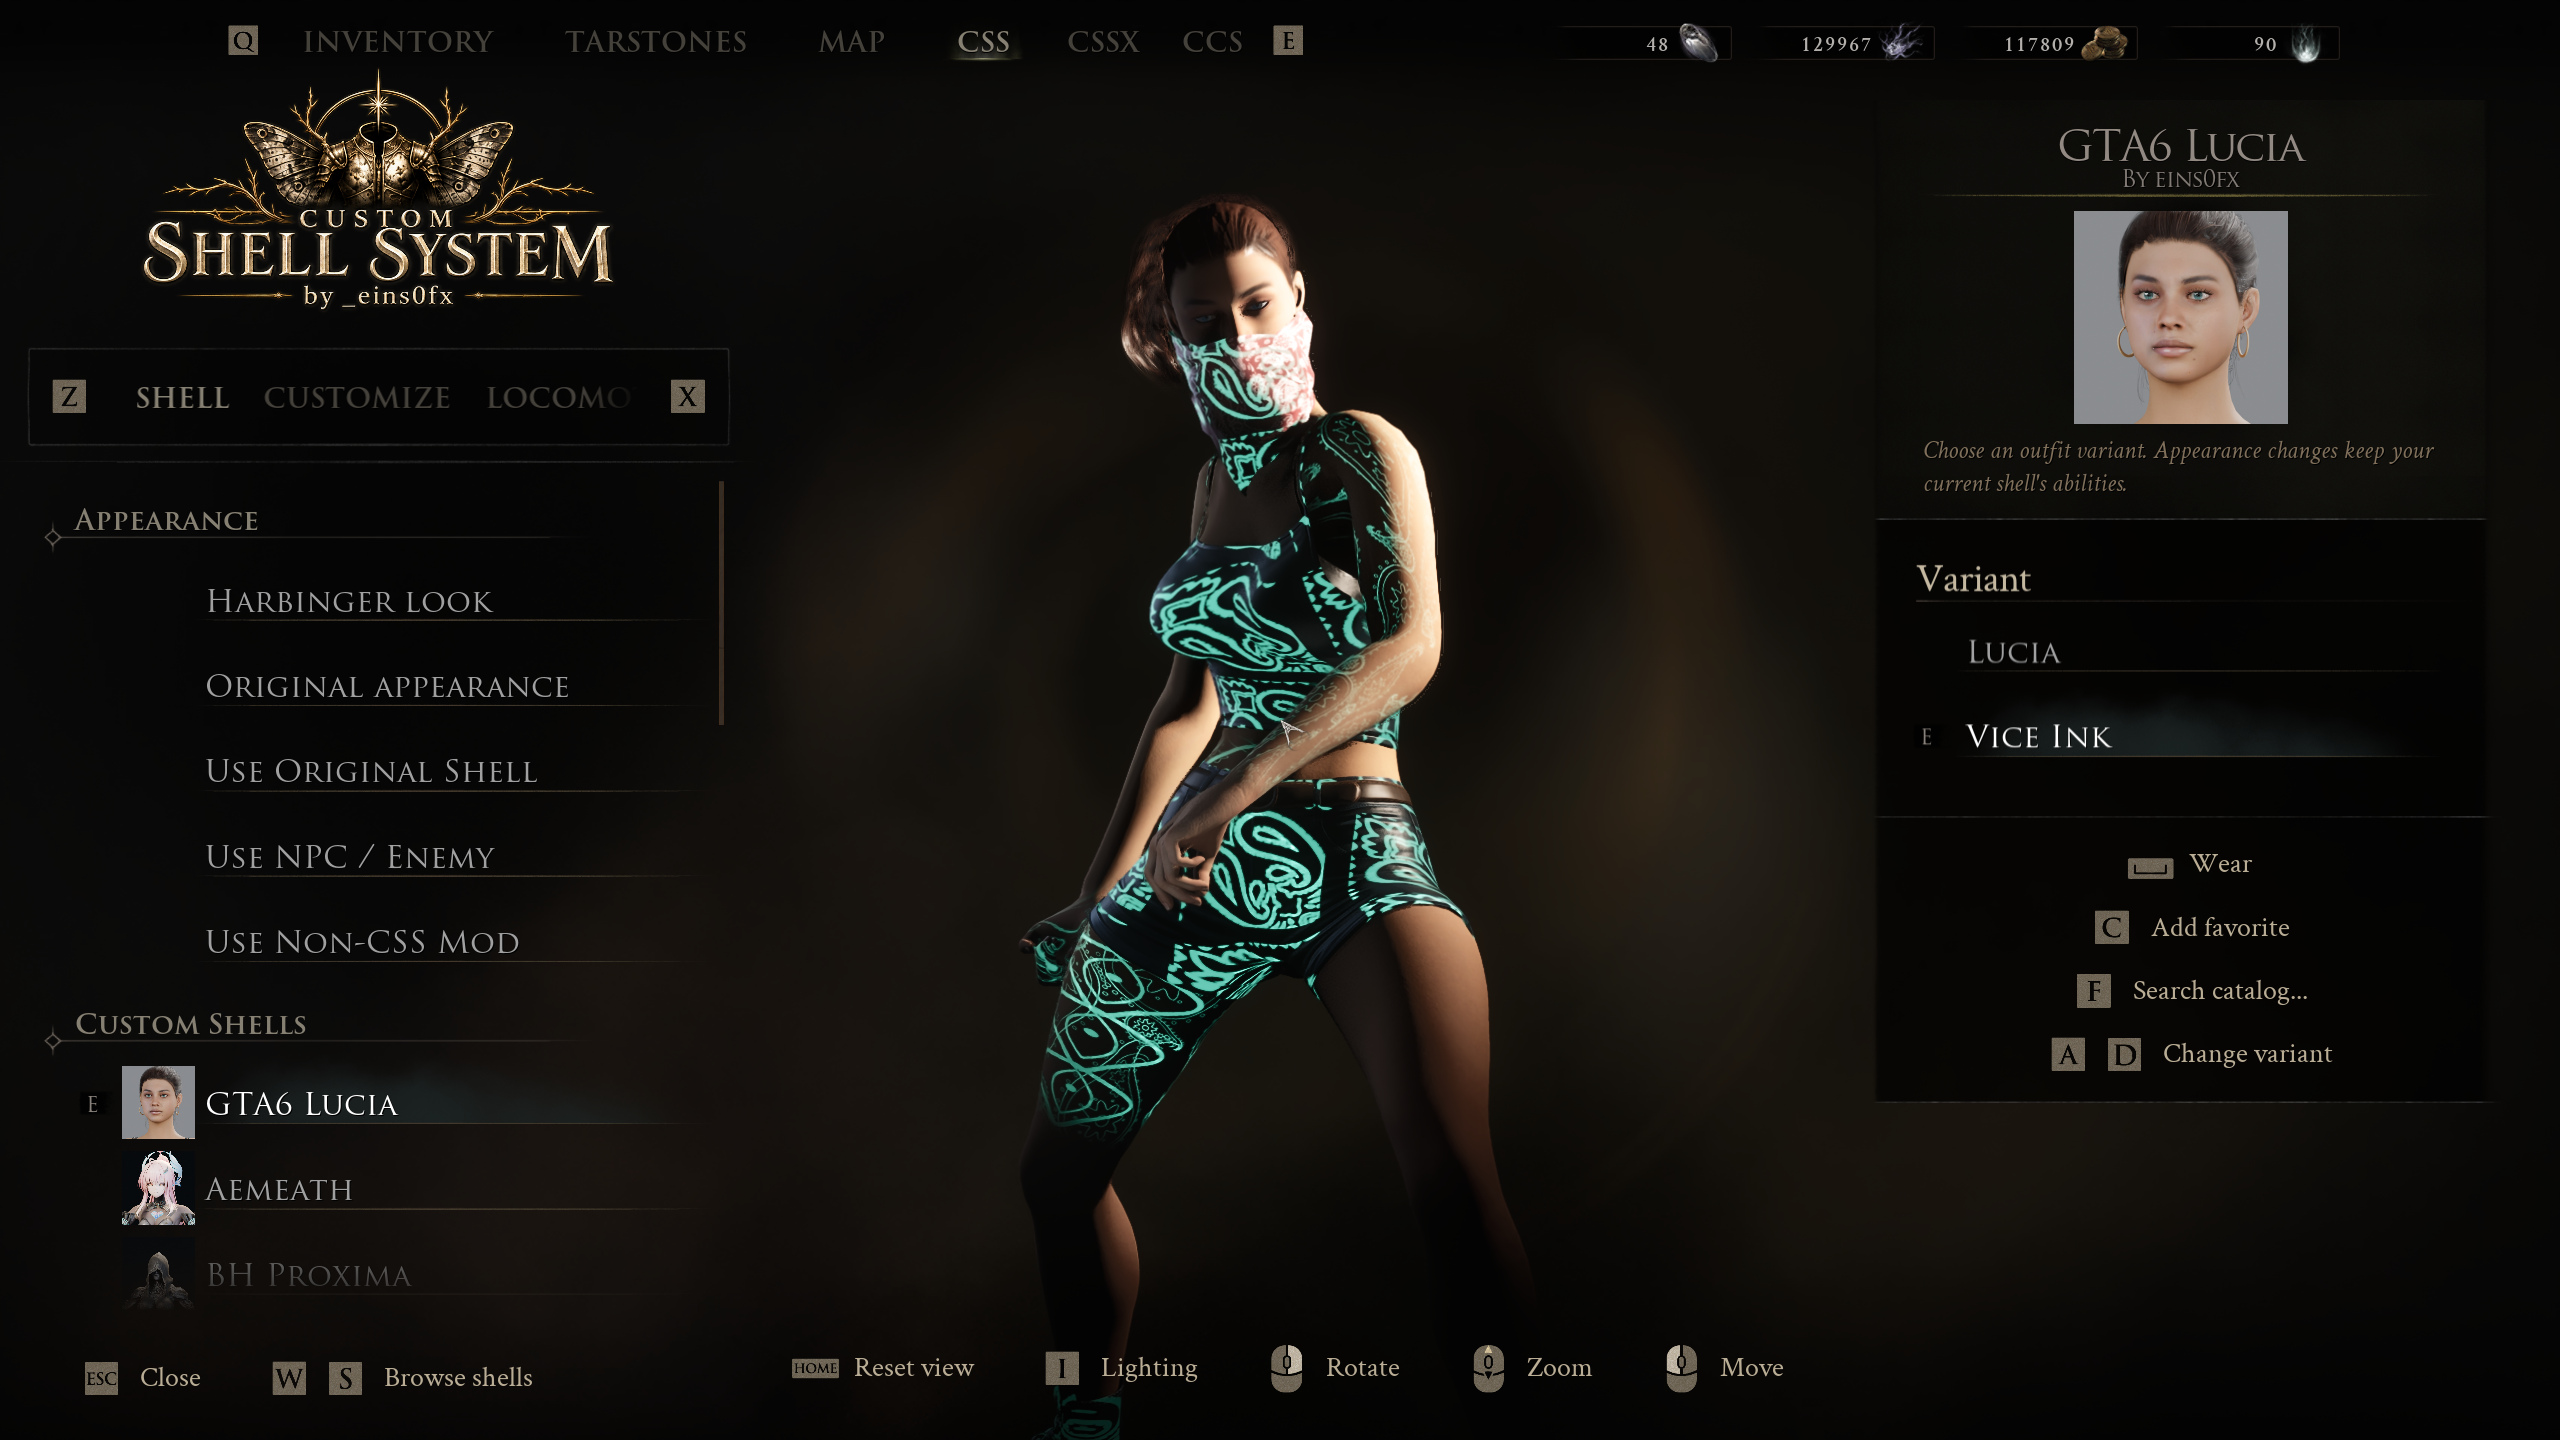 Q INVENTORY TARSTONES MAP CSS CSSX CCS E
48 129967 117809 90
CUSTOM
SHELL SYSTEM
by _eins0fx
Z SHELL CUSTOMIZE LOCOMO X
APPEARANCE
HARBINGER LOOK
ORIGINAL APPEARANCE
USE ORIGINAL SHELL
USE NPC / ENEMY
USE NON-CSS MOD
CUSTOM SHELLS
E GTA6 LUCIA
AEMEATH
BH PROXIMA
ESC Close W S Browse shells
HOME Reset view I Lighting Rotate Zoom Move
GTA6 LUCIA
BY EINS0FX
Choose an outfit variant. Appearance changes keep your
current shell's abilities.
Variant
LUCIA
E VICE INK
Wear
C Add favorite
F Search catalog...
A D Change variant